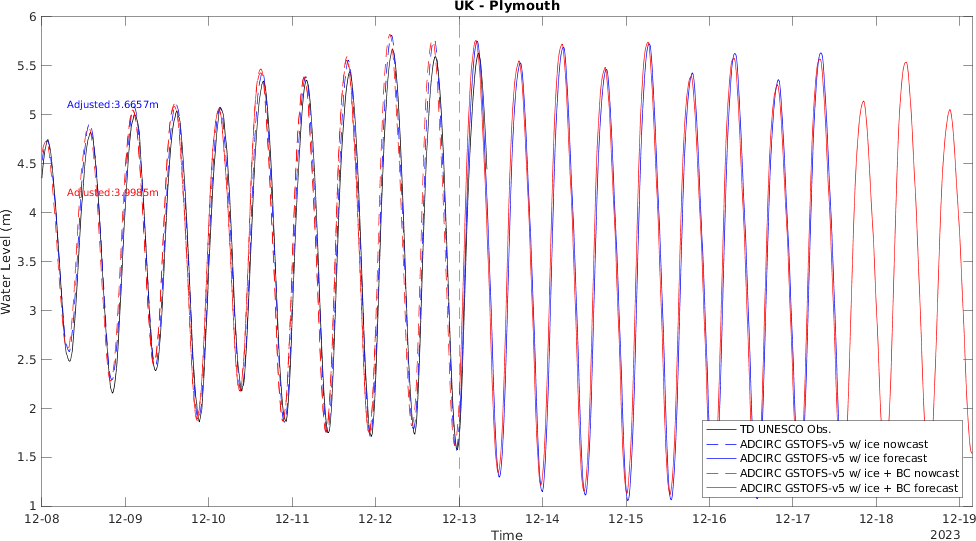 UK - Plymouth
6
5.5
5
4.5
4
3.5
3
2.5
2
1.5
1
Water Level (m)
Adjusted:3.6657m
Adjusted:3.9985m
TD UNESCO Obs.
ADCIRC GSTOFS-v5 w/ ice nowcast
ADCIRC GSTOFS-v5 w/ ice forecast
ADCIRC GSTOFS-v5 w/ ice + BC nowcast
ADCIRC GSTOFS-v5 w/ ice + BC forecast
12-08 12-09 12-10 12-11 12-12 12-13 12-14 12-15 12-16 12-17 12-18 12-19
Time
2023